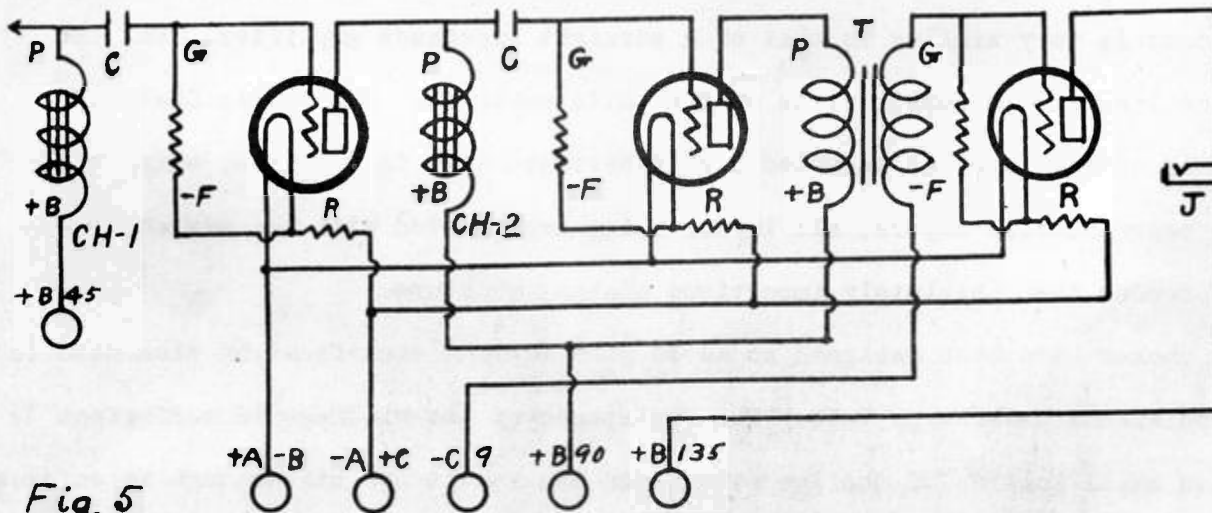 T
P C G P C G P G
V
J
+B -F R +B -F R +B -F R
CH-1 CH-2
+B 45
+A -B -A +C -C 9 +B 90 +B 135
Fig. 5